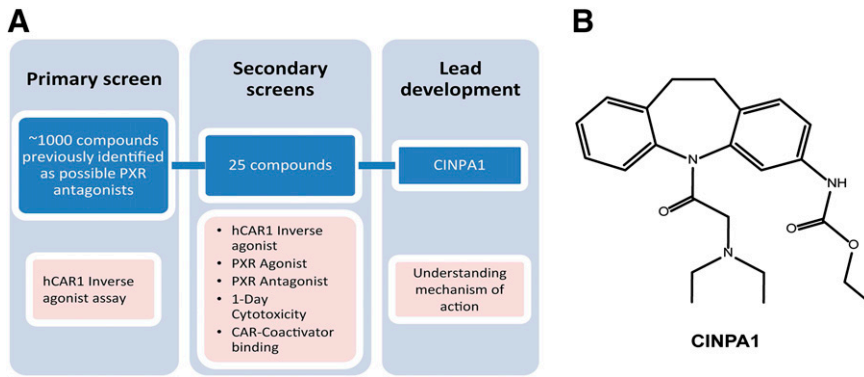 A
Primary screen
~1000 compounds
previously identified
as possible PXR
antagonists
hCAR1 Inverse
agonist assay
Secondary
screens
25 compounds
• hCAR1 Inverse
agonist
• PXR Agonist
• PXR Antagonist
• 1-Day
Cytotoxicity
• CAR-Coactivator
binding
Lead
development
CINPA1
Understanding
mechanism of
action
B
N
O
N
NH
O
O
CINPA1